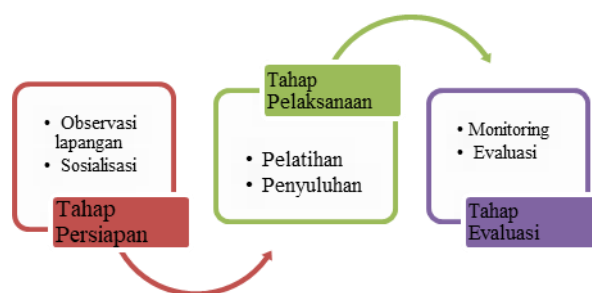 • Observasi
lapangan
• Sosialisasi
Tahap
Persiapan
Tahap
Pelaksanaan
• Pelatihan
• Penyuluhan
• Monitoring
• Evaluasi
Tahap
Evaluasi